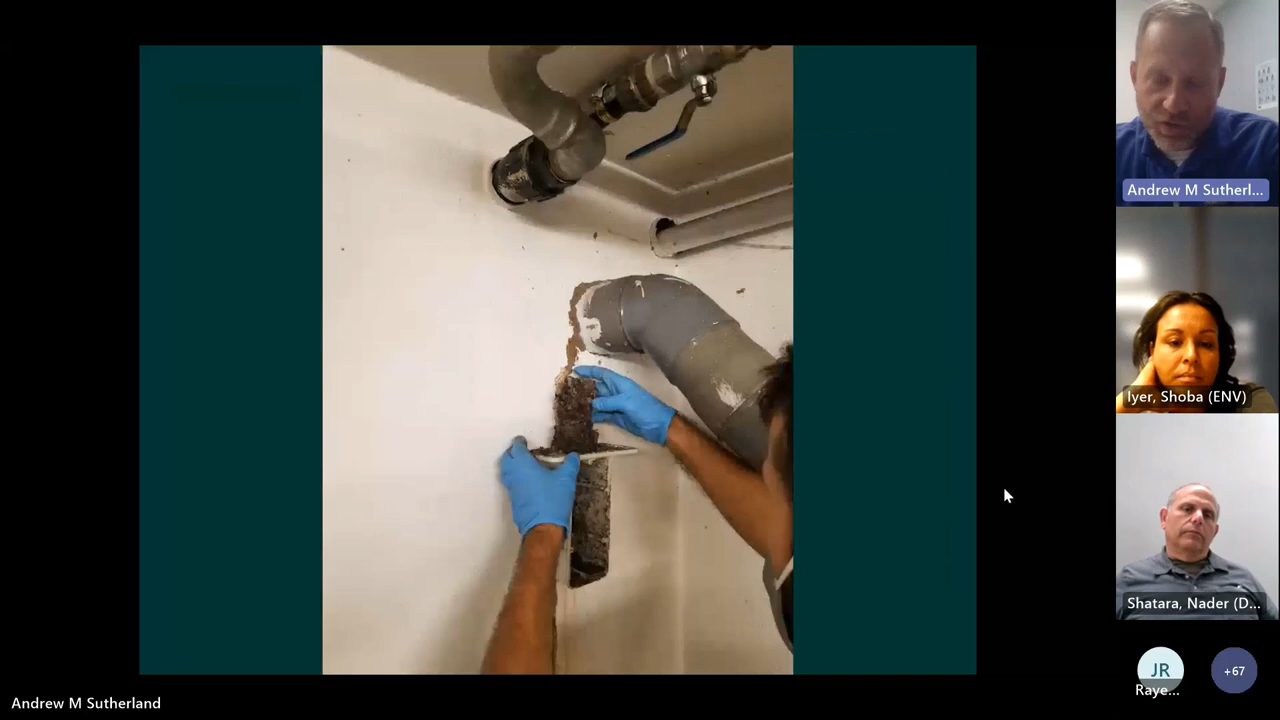 Andrew M Sutherl...
Iyer, Shoba (ENV)
Shatara, Nader (D...
JR
+67
Raye...
Andrew M Sutherland